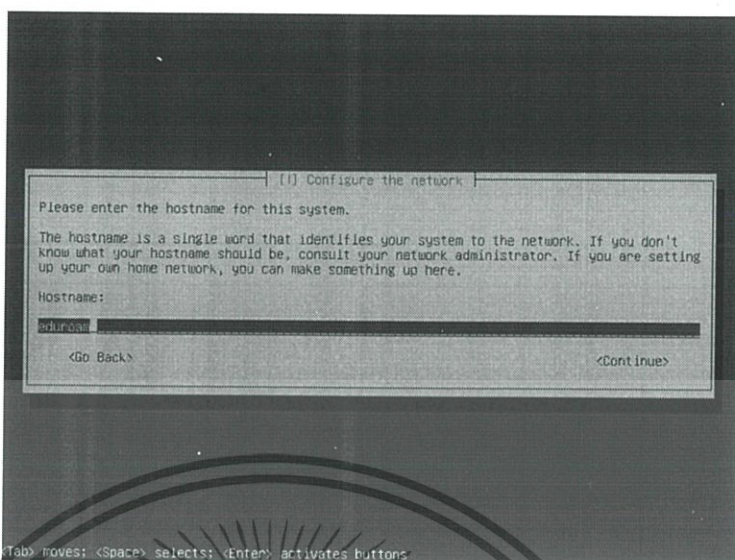 [!] Configure the network
Please enter the hostname for this system.
The hostname is a single word that identifies your system to the network. If you don't
know what your hostname should be, consult your network administrator. If you are setting
up your own home network, you can make something up here.
Hostname:
eduroam
<Go Back>
<Continue>
<Tab> moves; <Space> selects; <Enter> activates buttons